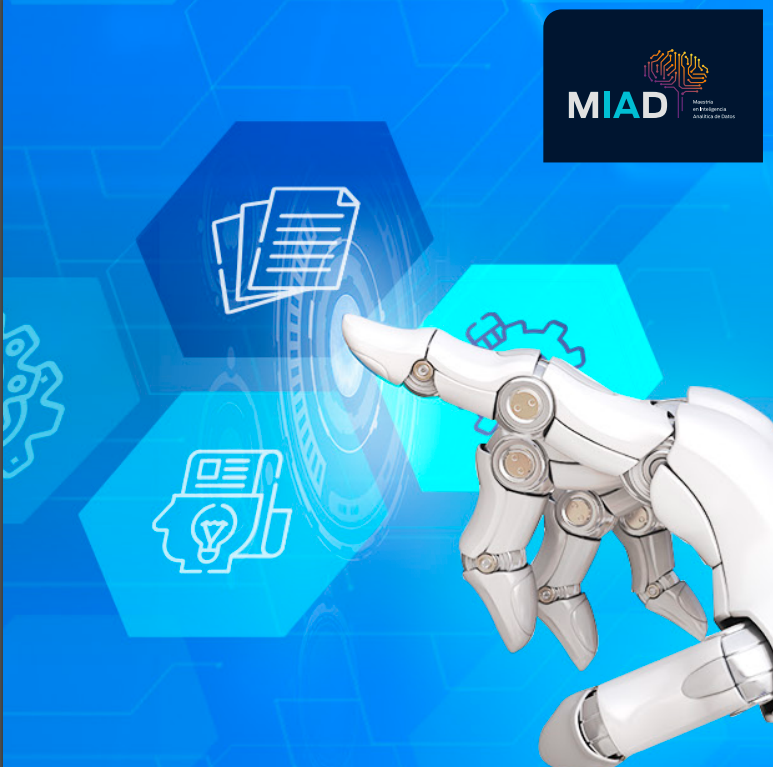 MIAD
Maestría
en Inteligencia
Analítica de Datos